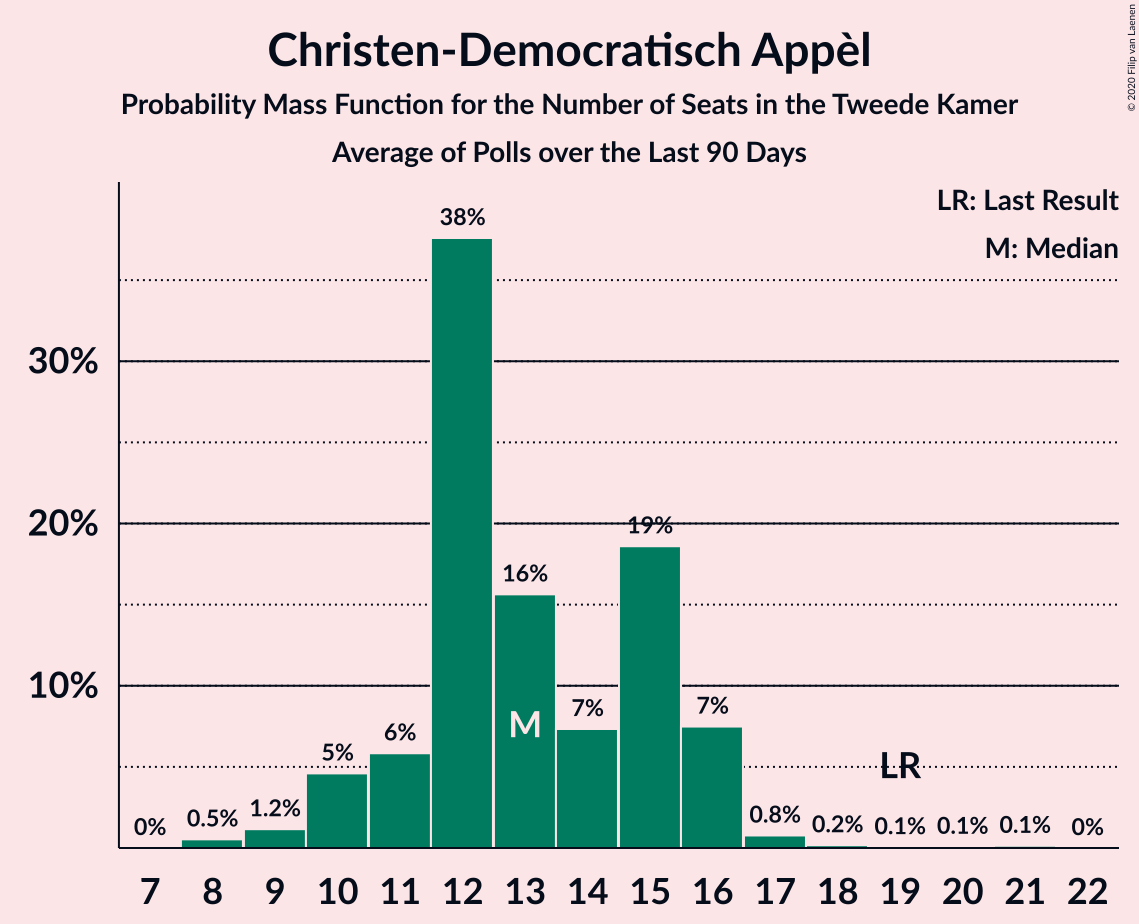 Christen-Democratisch Appèl
Probability Mass Function for the Number of Seats in the Tweede Kamer
Average of Polls over the Last 90 Days
© 2020 Filip van Laenen
LR: Last Result
M: Median
38%
30%
20%
19%
16%
10%
7%
7%
M
6%
5%
LR
1.2%
0.8%
0%
0.5%
0.2%
0.1%
0.1%
0.1%
0%
7 8 9 10 11 12 13 14 15 16 17 18 19 20 21 22